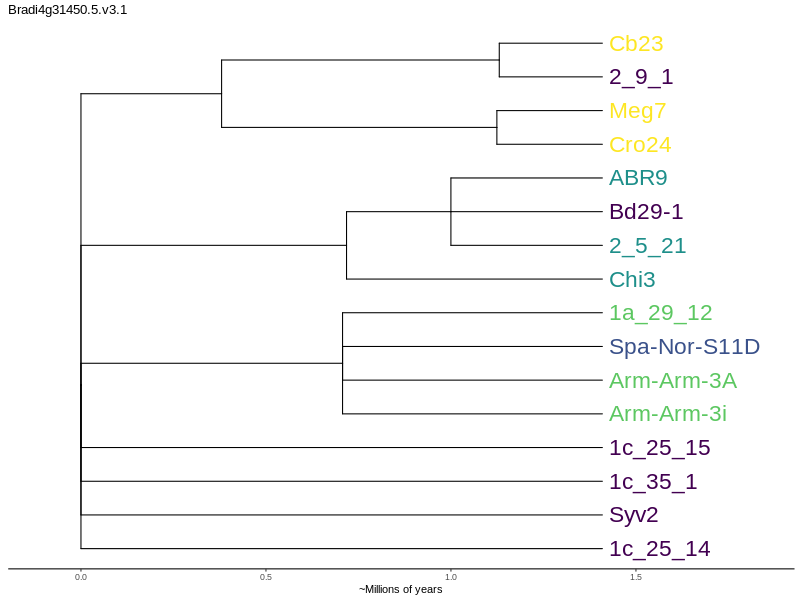 Bradi4g31450.5.v3.1
Cb23
2_9_1
Meg7
Cro24
ABR9
Bd29-1
2_5_21
Chi3
1a_29_12
Spa-Nor-S11D
Arm-Arm-3A
Arm-Arm-3i
1c_25_15
1c_35_1
Syv2
1c_25_14
0.0 0.5 1.0 1.5
~Millions of years